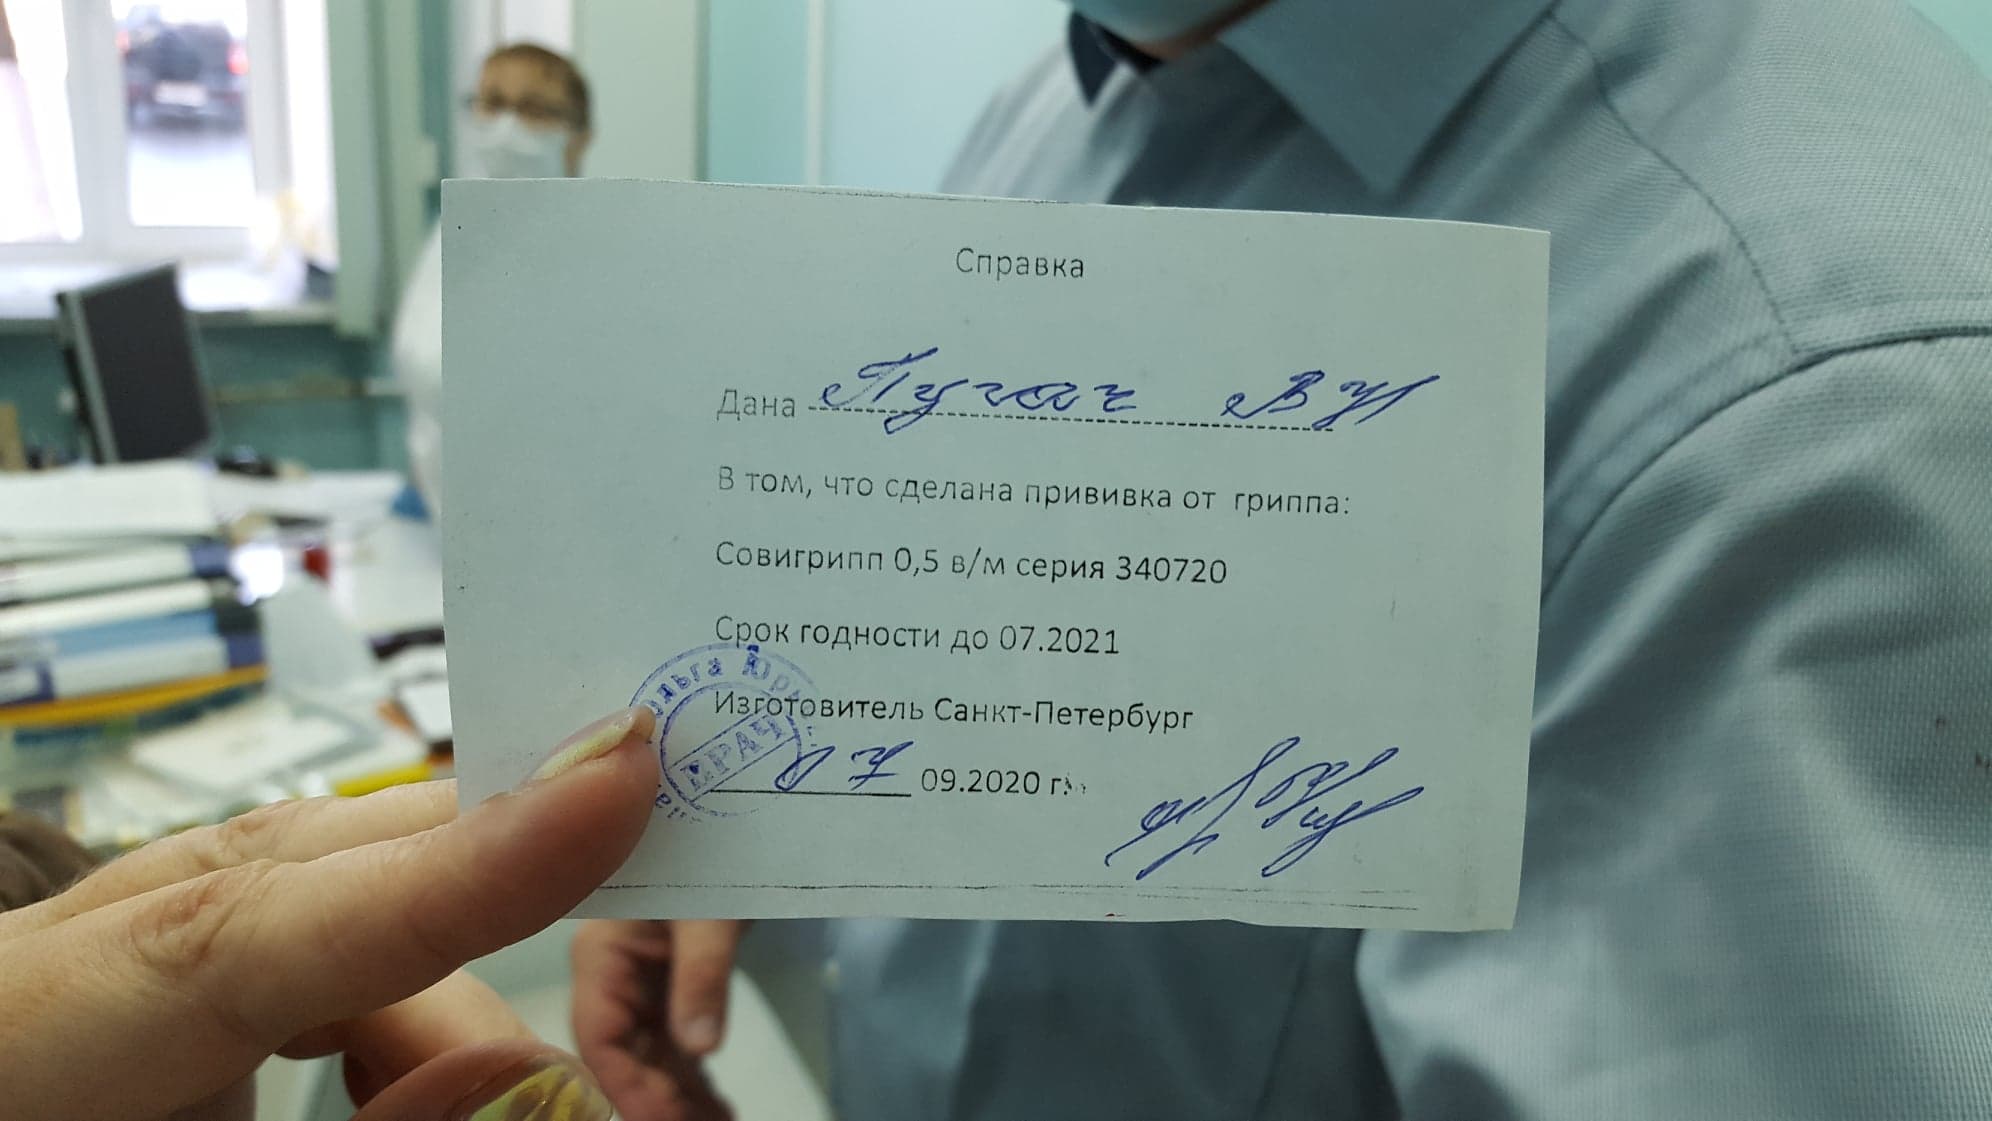 Справка
Дана Пугач В И
В том, что сделана прививка от гриппа:
Совигрипп 0,5 в/м серия 340720
Срок годности до 07.2021
Изготовитель Санкт-Петербург
07 09.2020 г.
Ольга
ВРАЧ